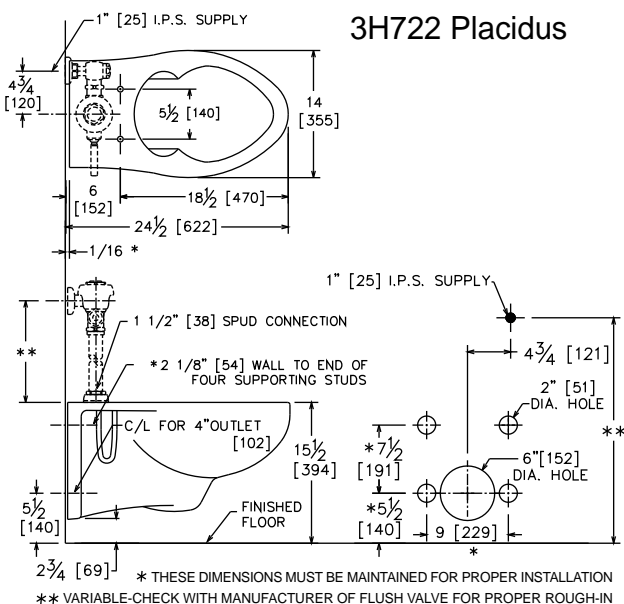 1" [25] I.P.S. SUPPLY
3H722 Placidus
4¾
[120]
5½ [140]
14
[355]
6
[152]
18½ [470]
24½ [622]
1/16 *
1" [25] I.P.S. SUPPLY
1 1/2" [38] SPUD CONNECTION
4¾ [121]
**
*2 1/8" [54] WALL TO END OF
FOUR SUPPORTING STUDS
2" [51]
DIA. HOLE
**
C/L FOR 4"OUTLET
[102]
15½
[394]
*7½
[191]
6"[152]
DIA. HOLE
5½
[140]
FINISHED
FLOOR
*5½
[140]
9 [229]
*
2¾ [69]
* THESE DIMENSIONS MUST BE MAINTAINED FOR PROPER INSTALLATION
** VARIABLE-CHECK WITH MANUFACTURER OF FLUSH VALVE FOR PROPER ROUGH-IN